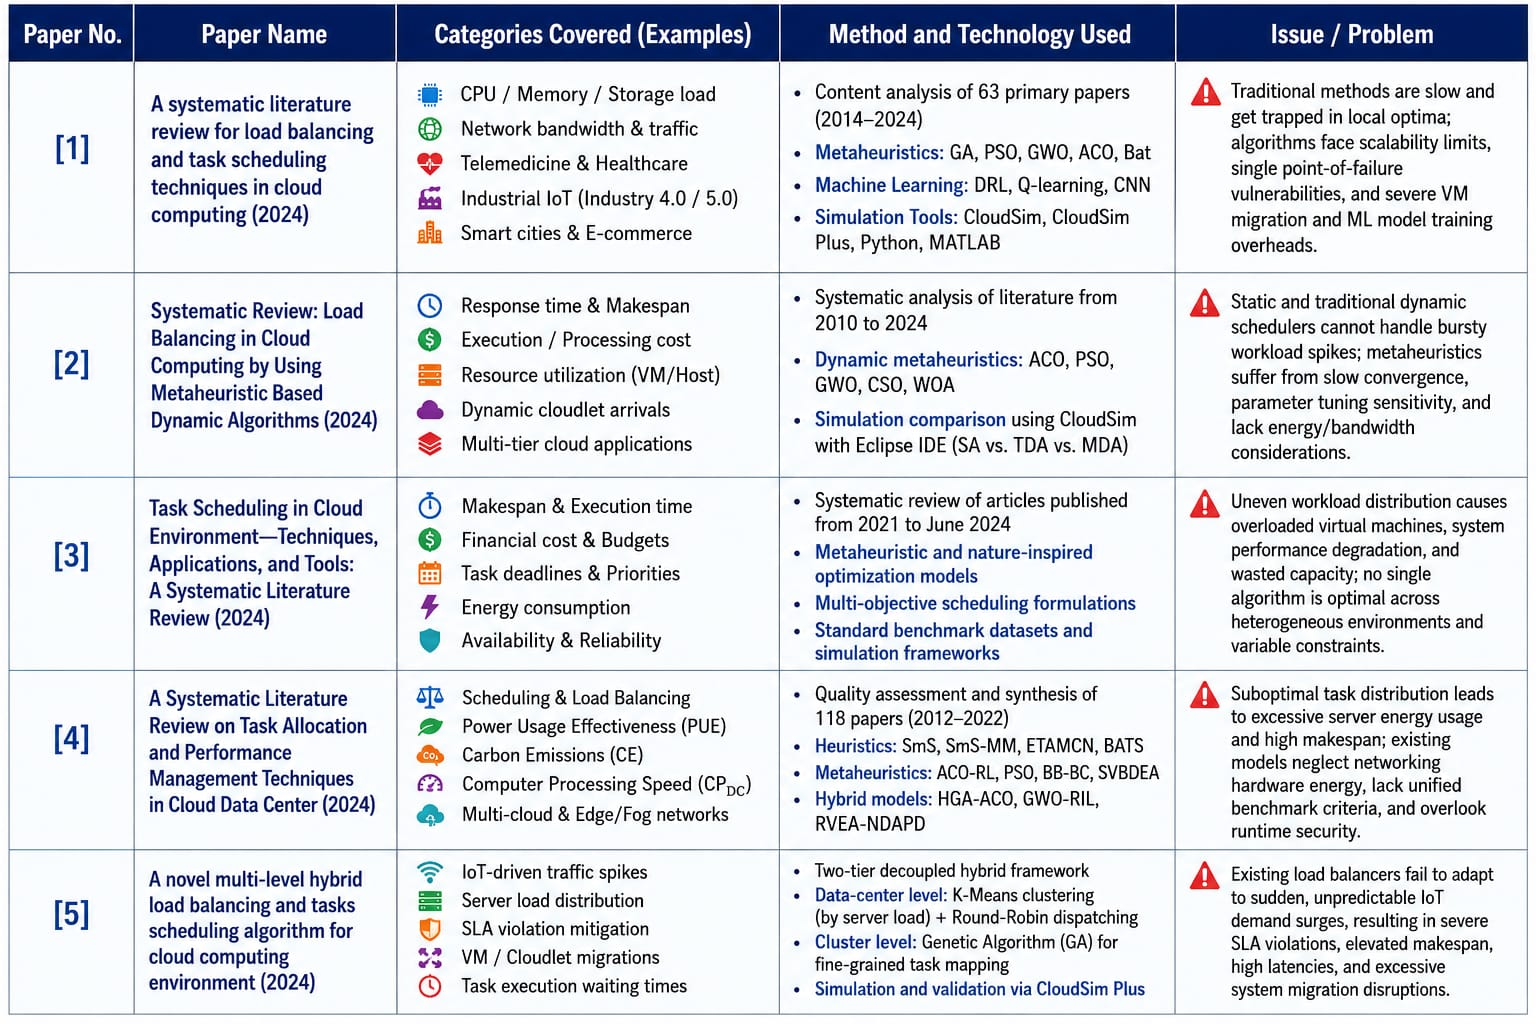 Paper No.
Paper Name
Categories Covered (Examples)
Method and Technology Used
Issue / Problem
[1]
A systematic literature
review for load balancing
and task scheduling
techniques in cloud
computing (2024)
CPU / Memory / Storage load
Network bandwidth & traffic
Telemedicine & Healthcare
Industrial IoT (Industry 4.0 / 5.0)
Smart cities & E-commerce
• Content analysis of 63 primary papers
(2014–2024)
• Metaheuristics: GA, PSO, GWO, ACO, Bat
• Machine Learning: DRL, Q-learning, CNN
• Simulation Tools: CloudSim, CloudSim
Plus, Python, MATLAB
Traditional methods are slow and
get trapped in local optima;
algorithms face scalability limits,
single point-of-failure
vulnerabilities, and severe VM
migration and ML model training
overheads.
[2]
Systematic Review: Load
Balancing in Cloud
Computing by Using
Metaheuristic Based
Dynamic Algorithms (2024)
Response time & Makespan
Execution / Processing cost
Resource utilization (VM/Host)
Dynamic cloudlet arrivals
Multi-tier cloud applications
• Systematic analysis of literature from
2010 to 2024
• Dynamic metaheuristics: ACO, PSO,
GWO, CSO, WOA
• Simulation comparison using CloudSim
with Eclipse IDE (SA vs. TDA vs. MDA)
Static and traditional dynamic
schedulers cannot handle bursty
workload spikes; metaheuristics
suffer from slow convergence,
parameter tuning sensitivity, and
lack energy/bandwidth
considerations.
[3]
Task Scheduling in Cloud
Environment—Techniques,
Applications, and Tools:
A Systematic Literature
Review (2024)
Makespan & Execution time
Financial cost & Budgets
Task deadlines & Priorities
Energy consumption
Availability & Reliability
• Systematic review of articles published
from 2021 to June 2024
• Metaheuristic and nature-inspired
optimization models
• Multi-objective scheduling formulations
• Standard benchmark datasets and
simulation frameworks
Uneven workload distribution causes
overloaded virtual machines, system
performance degradation, and
wasted capacity; no single
algorithm is optimal across
heterogeneous environments and
variable constraints.
[4]
A Systematic Literature
Review on Task Allocation
and Performance
Management Techniques
in Cloud Data Center (2024)
Scheduling & Load Balancing
Power Usage Effectiveness (PUE)
CO₂ Carbon Emissions (CE)
Computer Processing Speed (CP_DC)
Multi-cloud & Edge/Fog networks
• Quality assessment and synthesis of
118 papers (2012–2022)
• Heuristics: SmS, SmS-MM, ETAMCN, BATS
• Metaheuristics: ACO-RL, PSO, BB-BC, SVBDEA
• Hybrid models: HGA-ACO, GWO-RIL,
RVEA-NDAPD
Suboptimal task distribution leads
to excessive server energy usage
and high makespan; existing
models neglect networking
hardware energy, lack unified
benchmark criteria, and overlook
runtime security.
[5]
A novel multi-level hybrid
load balancing and tasks
scheduling algorithm for
cloud computing
environment (2024)
IoT-driven traffic spikes
Server load distribution
SLA violation mitigation
VM / Cloudlet migrations
Task execution waiting times
• Two-tier decoupled hybrid framework
• Data-center level: K-Means clustering
(by server load) + Round-Robin dispatching
• Cluster level: Genetic Algorithm (GA) for
fine-grained task mapping
• Simulation and validation via CloudSim Plus
Existing load balancers fail to adapt
to sudden, unpredictable IoT
demand surges, resulting in severe
SLA violations, elevated makespan,
high latencies, and excessive
system migration disruptions.